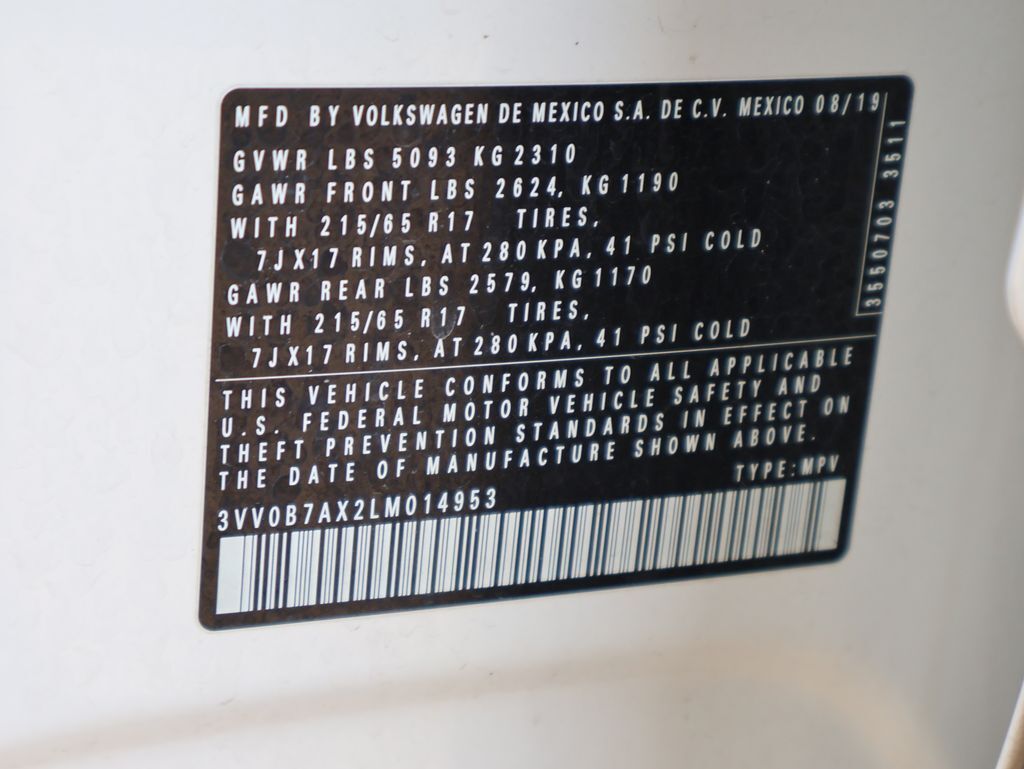 MFD BY VOLKSWAGEN DE MEXICO S.A. DE C.V. MEXICO 08/19
GVWR LBS 5093 KG 2310
GAWR FRONT LBS 2624, KG 1190
WITH 215/65 R17 TIRES,
7JX17 RIMS, AT 280 KPA, 41 PSI COLD
GAWR REAR LBS 2579, KG 1170
WITH 215/65 R17 TIRES,
7JX17 RIMS, AT 280 KPA, 41 PSI COLD
3550703 3511
THIS VEHICLE CONFORMS TO ALL APPLICABLE
U.S. FEDERAL MOTOR VEHICLE SAFETY AND
THEFT PREVENTION STANDARDS IN EFFECT ON
THE DATE OF MANUFACTURE SHOWN ABOVE.
TYPE:MPV
3VV0B7AX2LM014953